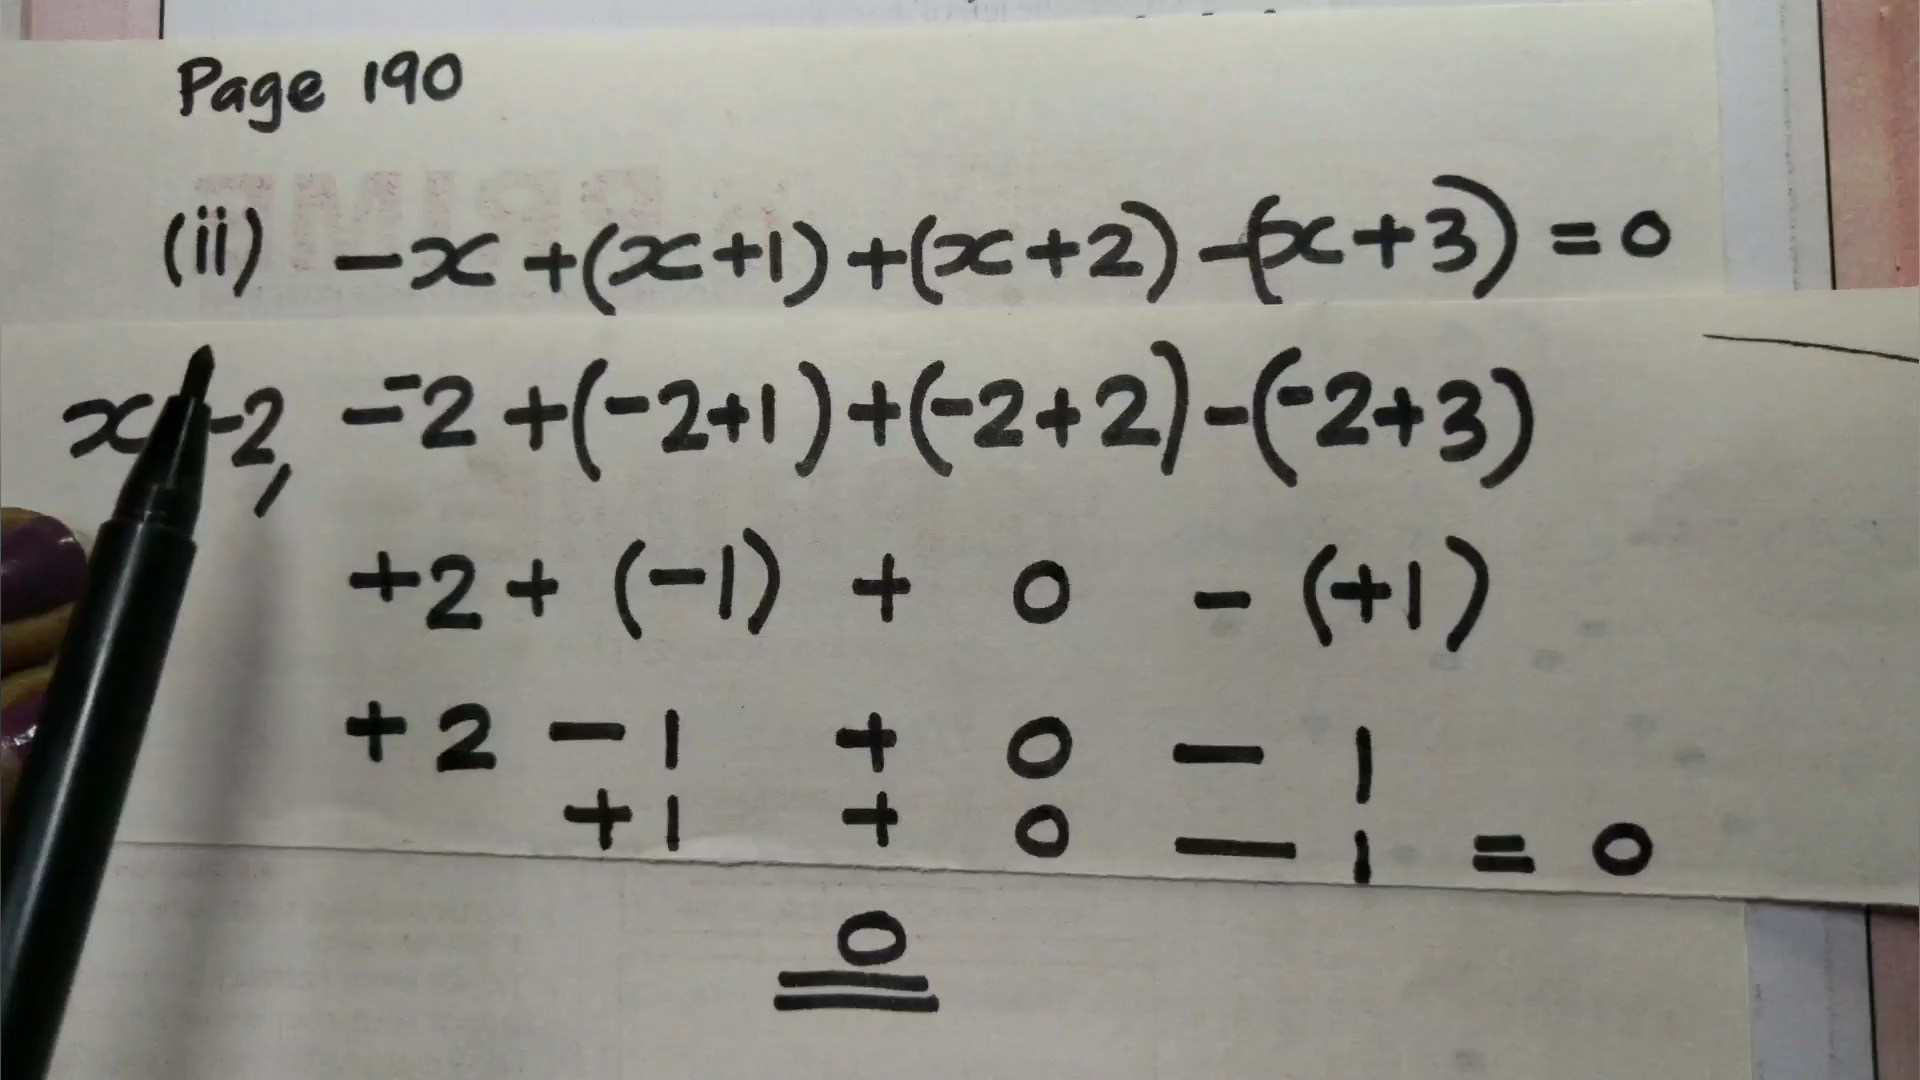 Page 190
(ii) -x +(x+1) +(x+2) -(x+3) = 0
x -2, -⁻2 +(⁻2+1) +(⁻2+2) -(⁻2+3)
+2 + (-1) + 0 - (+1)
+2 - 1 + 0 - 1
+1 + 0 - 1 = 0
0